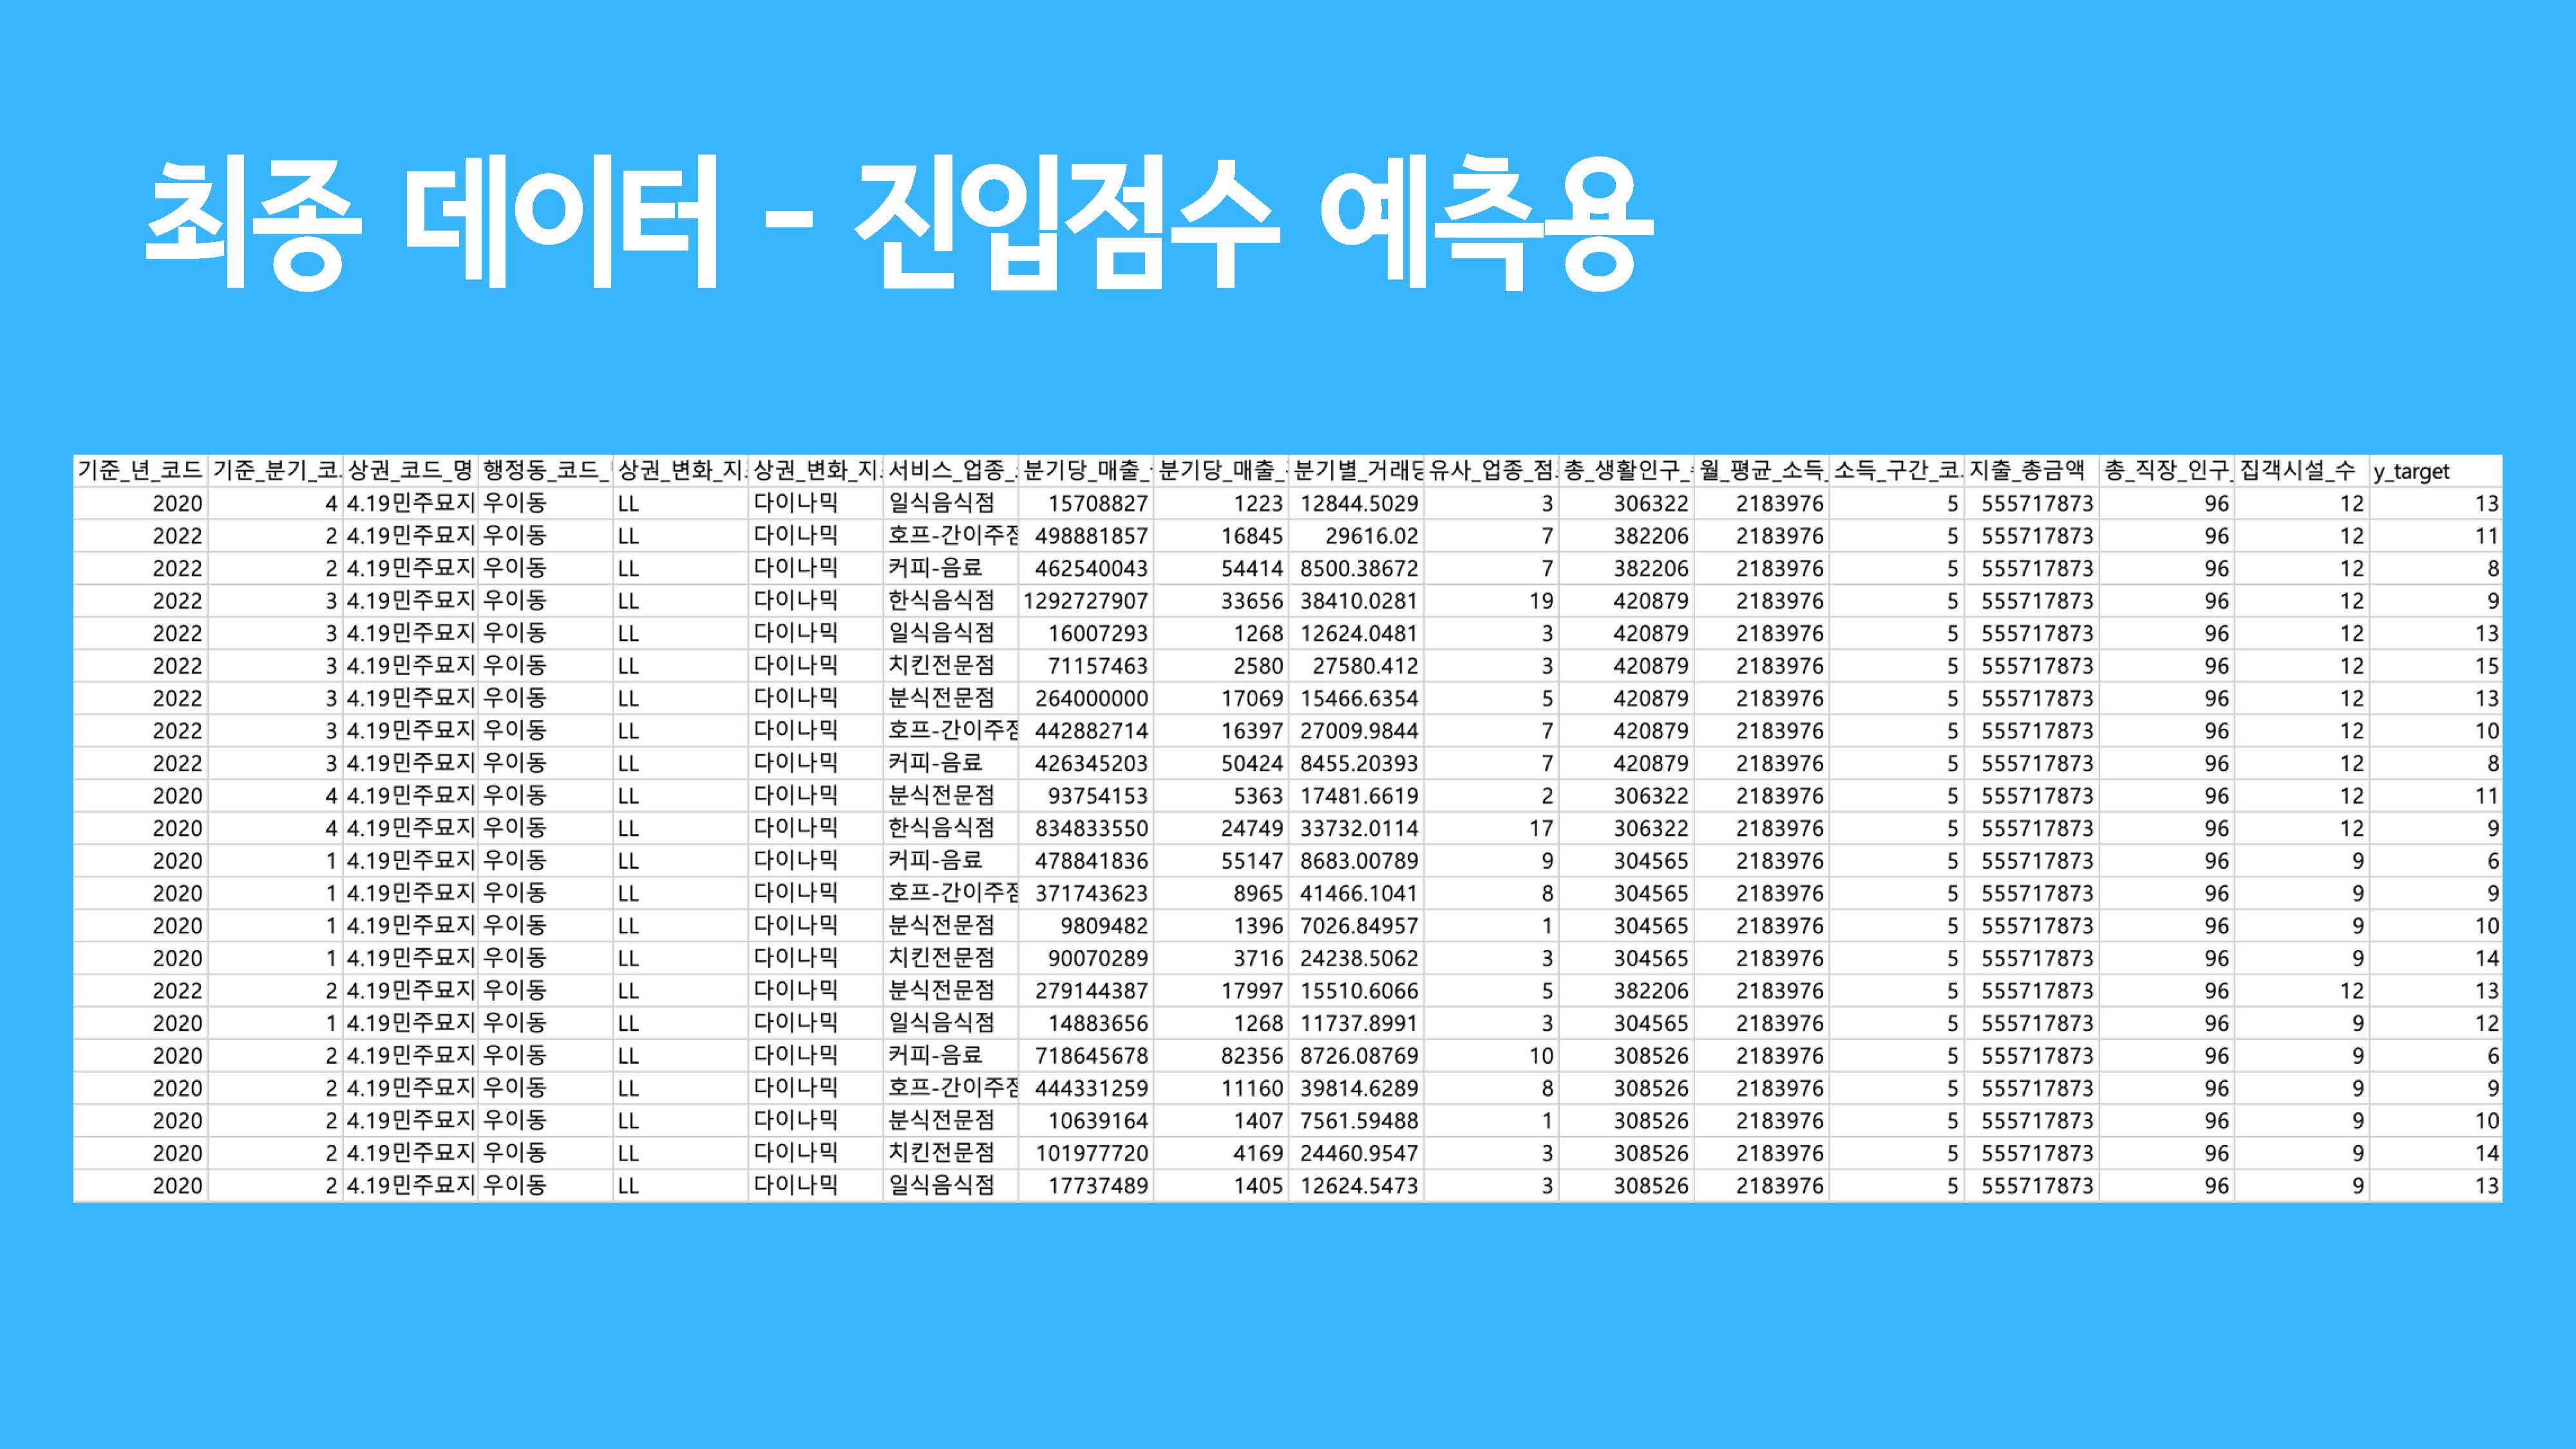 최종 데이터 - 진입점수 예측용
기준_년_코드 기준_분기_코 상권_코드_명 행정동_코드_ 상권_변화_지 상권_변화_지 서비스_업종_ 분기당_매출_ 분기당_매출_ 분기별_거래당 유사_업종_점 총_생활인구_ 월_평균_소득_ 소득_구간_코 지출_총금액 총_직장_인구_ 집객시설_수 y_target
2020 4 4.19민주묘지 우이동 LL 다이나믹 일식음식점 15708827 1223 12844.5029 3 306322 2183976 5 555717873 96 12 13
2022 2 4.19민주묘지 우이동 LL 다이나믹 호프-간이주점 498881857 16845 29616.02 7 382206 2183976 5 555717873 96 12 11
2022 2 4.19민주묘지 우이동 LL 다이나믹 커피-음료 462540043 54414 8500.38672 7 382206 2183976 5 555717873 96 12 8
2022 3 4.19민주묘지 우이동 LL 다이나믹 한식음식점 1292727907 33656 38410.0281 19 420879 2183976 5 555717873 96 12 9
2022 3 4.19민주묘지 우이동 LL 다이나믹 일식음식점 16007293 1268 12624.0481 3 420879 2183976 5 555717873 96 12 13
2022 3 4.19민주묘지 우이동 LL 다이나믹 치킨전문점 71157463 2580 27580.412 3 420879 2183976 5 555717873 96 12 15
2022 3 4.19민주묘지 우이동 LL 다이나믹 분식전문점 264000000 17069 15466.6354 5 420879 2183976 5 555717873 96 12 13
2022 3 4.19민주묘지 우이동 LL 다이나믹 호프-간이주점 442882714 16397 27009.9844 7 420879 2183976 5 555717873 96 12 10
2022 3 4.19민주묘지 우이동 LL 다이나믹 커피-음료 426345203 50424 8455.20393 7 420879 2183976 5 555717873 96 12 8
2020 4 4.19민주묘지 우이동 LL 다이나믹 분식전문점 93754153 5363 17481.6619 2 306322 2183976 5 555717873 96 12 11
2020 4 4.19민주묘지 우이동 LL 다이나믹 한식음식점 834833550 24749 33732.0114 17 306322 2183976 5 555717873 96 12 9
2020 1 4.19민주묘지 우이동 LL 다이나믹 커피-음료 478841836 55147 8683.00789 9 304565 2183976 5 555717873 96 9 6
2020 1 4.19민주묘지 우이동 LL 다이나믹 호프-간이주점 371743623 8965 41466.1041 8 304565 2183976 5 555717873 96 9 9
2020 1 4.19민주묘지 우이동 LL 다이나믹 분식전문점 9809482 1396 7026.84957 1 304565 2183976 5 555717873 96 9 10
2020 1 4.19민주묘지 우이동 LL 다이나믹 치킨전문점 90070289 3716 24238.5062 3 304565 2183976 5 555717873 96 9 14
2022 2 4.19민주묘지 우이동 LL 다이나믹 분식전문점 279144387 17997 15510.6066 5 382206 2183976 5 555717873 96 12 13
2020 1 4.19민주묘지 우이동 LL 다이나믹 일식음식점 14883656 1268 11737.8991 3 304565 2183976 5 555717873 96 9 12
2020 2 4.19민주묘지 우이동 LL 다이나믹 커피-음료 718645678 82356 8726.08769 10 308526 2183976 5 555717873 96 9 6
2020 2 4.19민주묘지 우이동 LL 다이나믹 호프-간이주점 444331259 11160 39814.6289 8 308526 2183976 5 555717873 96 9 9
2020 2 4.19민주묘지 우이동 LL 다이나믹 분식전문점 10639164 1407 7561.59488 1 308526 2183976 5 555717873 96 9 10
2020 2 4.19민주묘지 우이동 LL 다이나믹 치킨전문점 101977720 4169 24460.9547 3 308526 2183976 5 555717873 96 9 14
2020 2 4.19민주묘지 우이동 LL 다이나믹 일식음식점 17737489 1405 12624.5473 3 308526 2183976 5 555717873 96 9 13